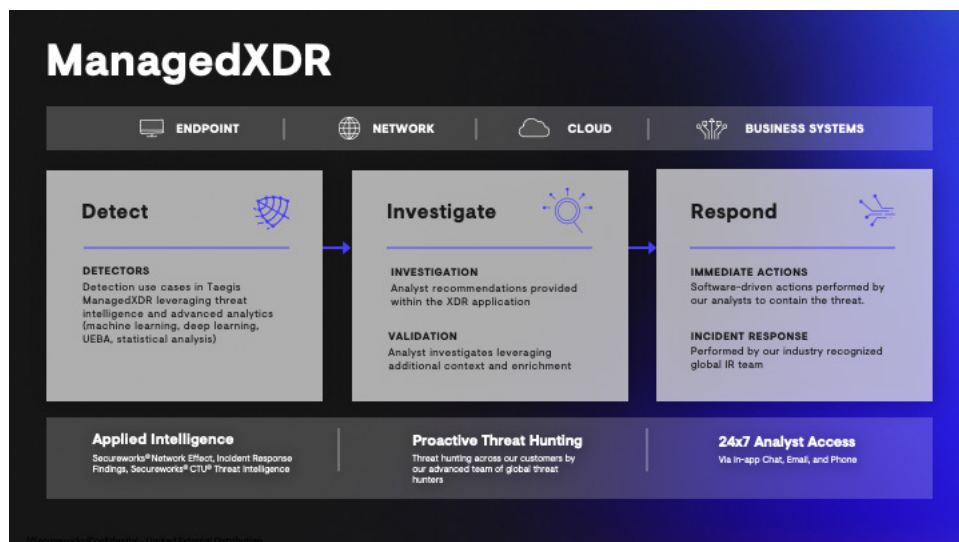 ManagedXDR
ENDPOINT
NETWORK
CLOUD
BUSINESS SYSTEMS
Detect
DETECTORS
Detection use cases in Taegis
ManagedXDR leveraging threat
intelligence and advanced analytics
(machine learning, deep learning,
UEBA, statistical analysis)
Investigate
INVESTIGATION
Analyst recommendations provided
within the XDR application
VALIDATION
Analyst investigates leveraging
additional context and enrichment
Respond
IMMEDIATE ACTIONS
Software-driven actions performed by
our analysts to contain the threat.
INCIDENT RESPONSE
Performed by our industry recognized
global IR team
Applied Intelligence
Secureworks® Network Effect, Incident Response
Findings, Secureworks® CTU® Threat Intelligence
Proactive Threat Hunting
Threat hunting across our customers by
our advanced team of global threat
hunters
24x7 Analyst Access
Via In-app Chat, Email, and Phone